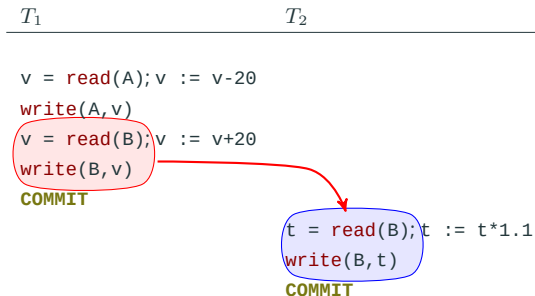 T₁ T₂
v = read(A); v := v-20
write(A,v)
v = read(B); v := v+20
write(B,v)
COMMIT
t = read(B); t := t*1.1
write(B,t)
COMMIT